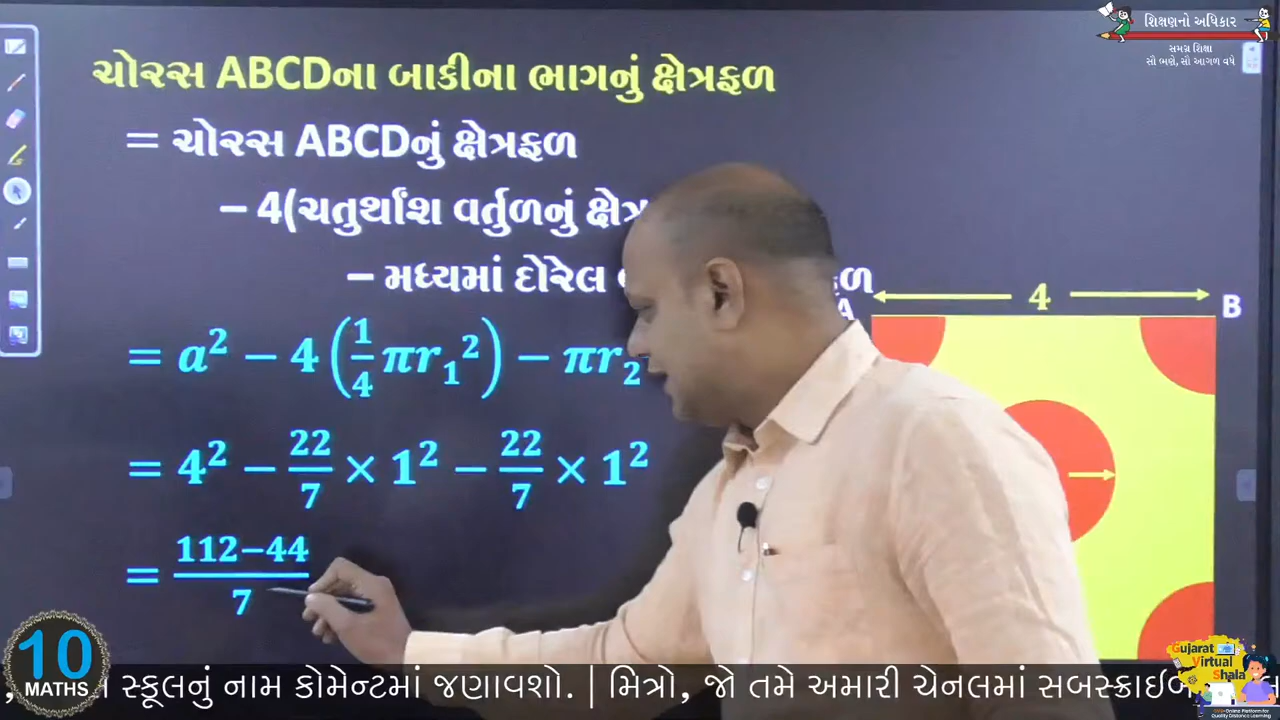 શિક્ષણનો અધિકાર
સમગ્ર શિક્ષા
સૌ ભણે, સૌ આગળ વધે
ચોરસ ABCDના બાકીના ભાગનું ક્ષેત્રફળ
= ચોરસ ABCDનું ક્ષેત્રફળ
– 4(ચતુર્થાંશ વર્તુળનું
– મધ્યમાં દોરેલ
A 4 B
= a² − 4(1/4 πr₁²) − πr₂
= 4² − 22/7 × 1² − 22/7 × 1²
= 112−44/7
10
MATHS
સ્કૂલનું નામ કોમેન્ટમાં જણાવશો. | મિત્રો, જો તમે અમારી ચેનલમાં સબસ્ક્રાઇબ
Gujarat
Virtual
Shala